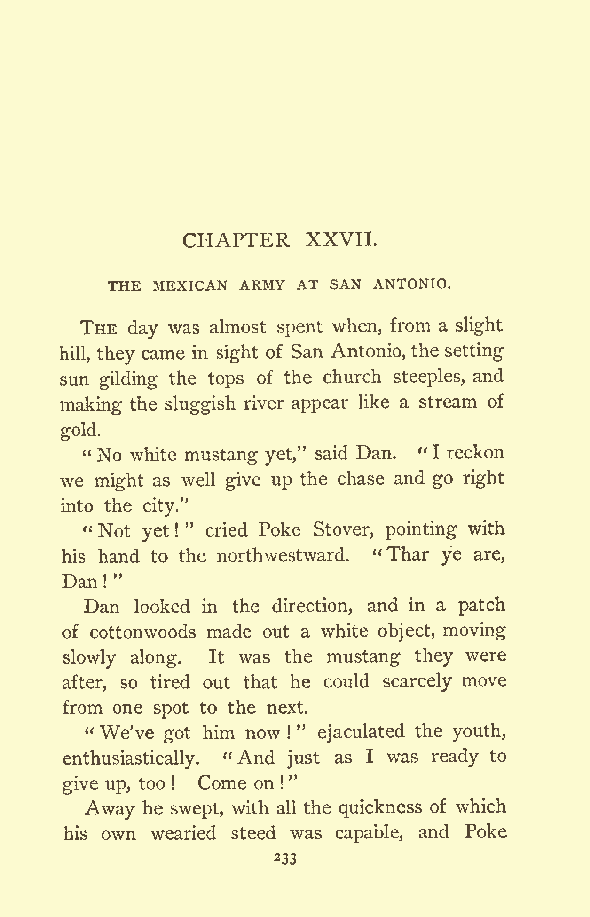 CHAPTER XXVII.
THE MEXICAN ARMY AT SAN ANTONIO.
THE day was almost spent when, from a slight
hill, they came in sight of San Antonio, the setting
sun gilding the tops of the church steeples, and
making the sluggish river appear like a stream of
gold.
"No white mustang yet," said Dan. "I reckon
we might as well give up the chase and go right
into the city."
"Not yet!" cried Poke Stover, pointing with
his hand to the northwestward. "Thar ye are,
Dan!"
Dan looked in the direction, and in a patch
of cottonwoods made out a white object, moving
slowly along. It was the mustang they were
after, so tired out that he could scarcely move
from one spot to the next.
"We've got him now!" ejaculated the youth,
enthusiastically. "And just as I was ready to
give up, too! Come on!"
Away he swept, with all the quickness of which
his own wearied steed was capable, and Poke
233